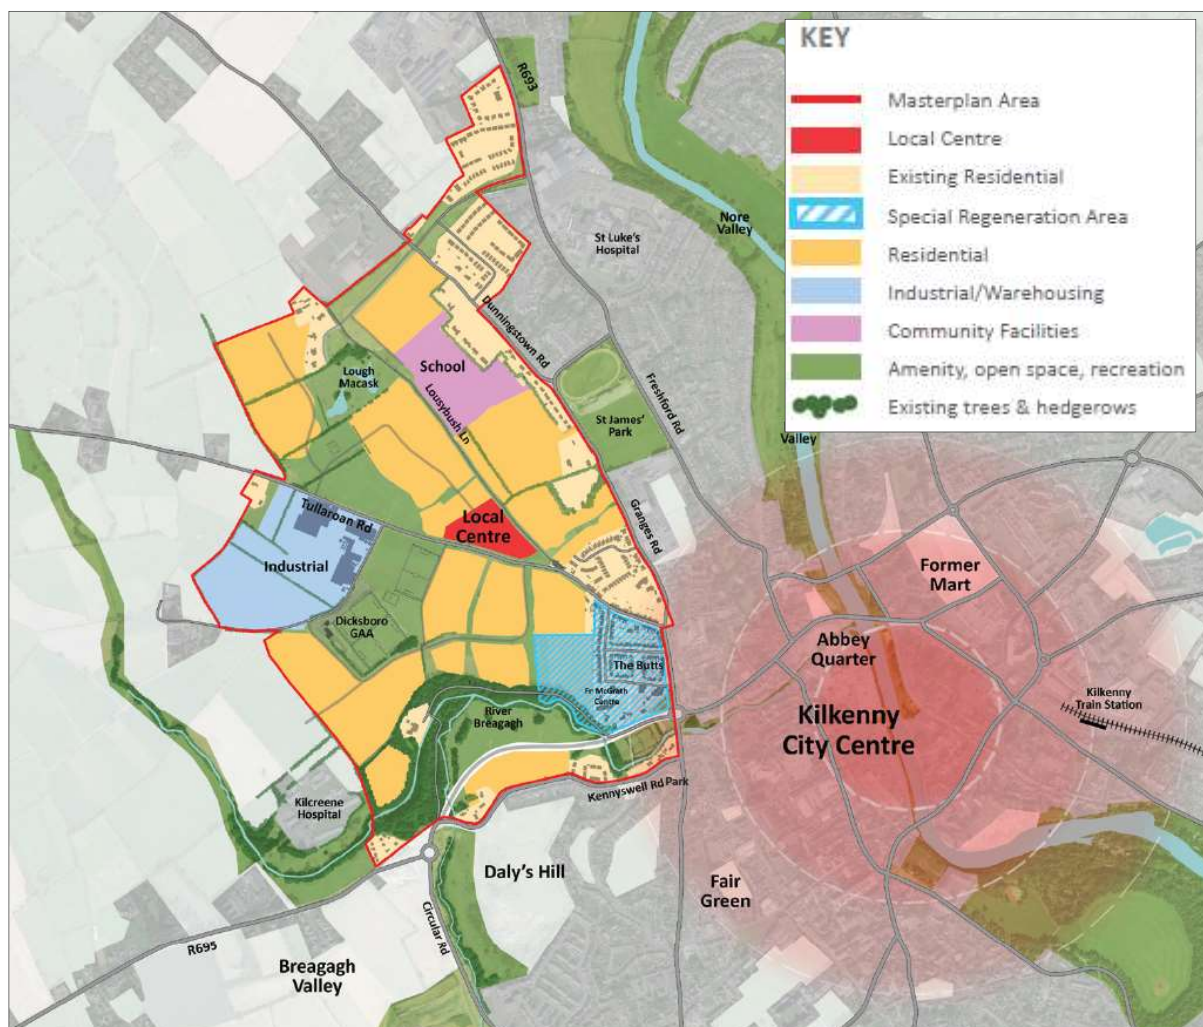 KEY
Masterplan Area
Local Centre
Existing Residential
Special Regeneration Area
Residential
Industrial/Warehousing
Community Facilities
Amenity, open space, recreation
Existing trees & hedgerows
R693
Nore
Valley
St Luke's
Hospital
Dunningstown Rd
School
Lough
Macask
Lousybush Ln
St James'
Park
Freshford Rd
Valley
Tullaroan Rd
Local
Centre
Granges Rd
Industrial
Former
Mart
Dicksboro
GAA
Abbey
Quarter
The Butts
Fr McGrath
Centre
Kilkenny
Train Station
River
Breagagh
Kilkenny
City Centre
Kennyswell Rd
Park
Kilcreene
Hospital
Daly's Hill
Fair
Green
Circular Rd
R695
Breagagh
Valley